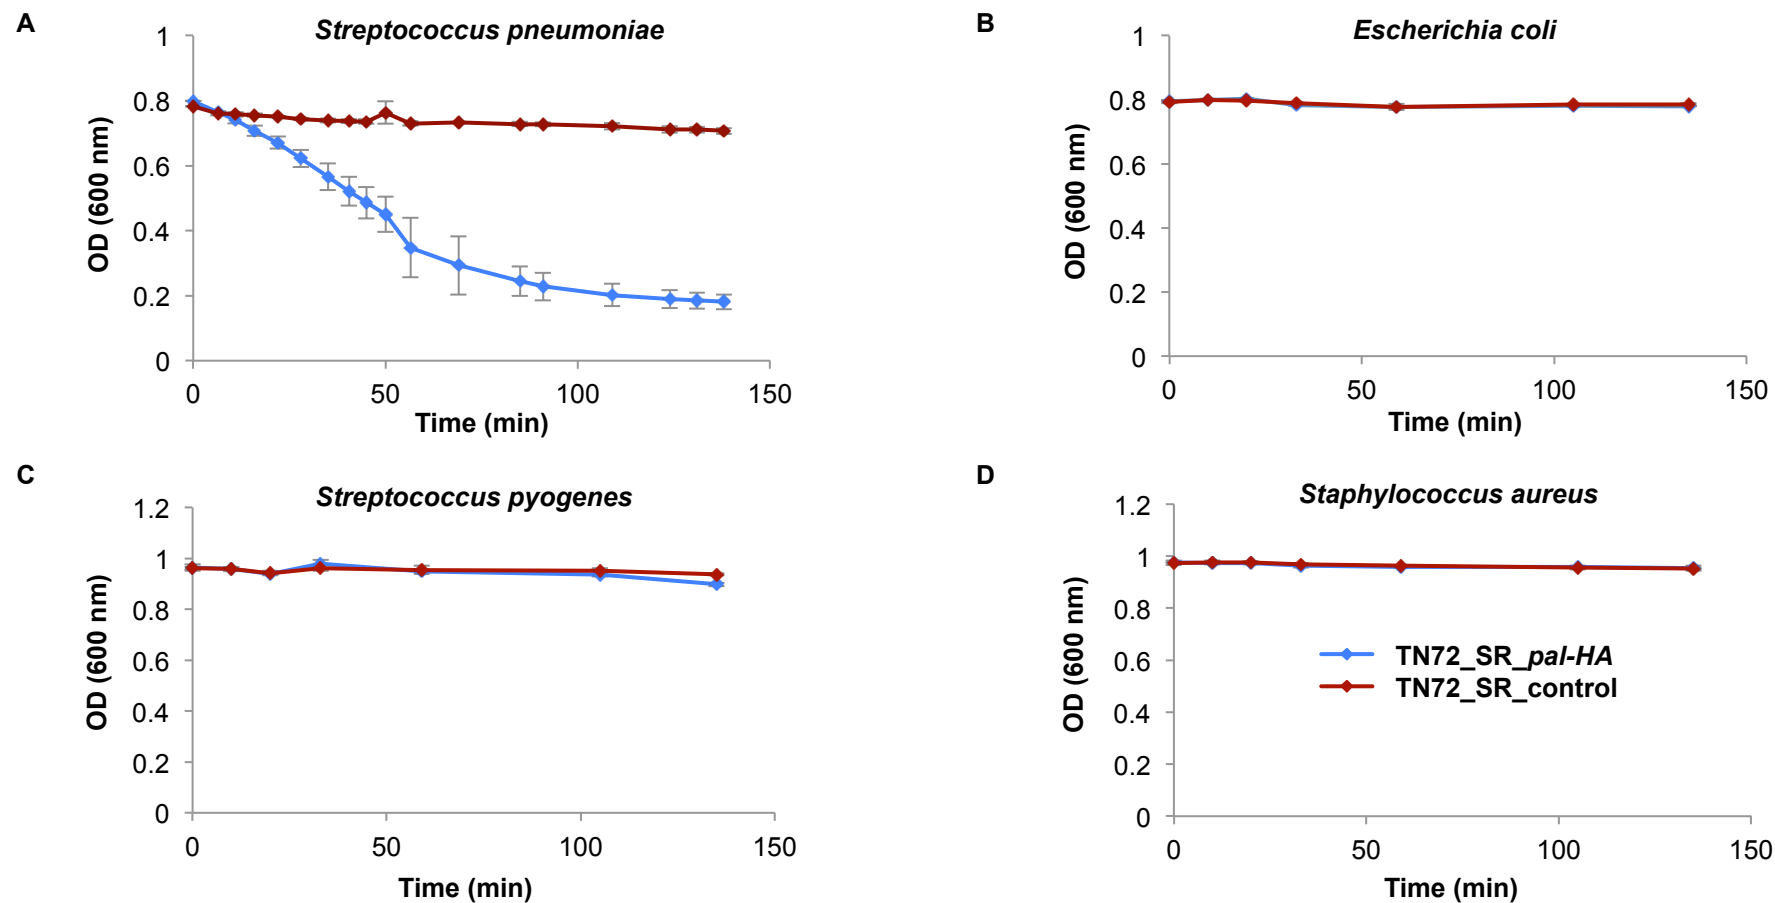 A
Streptococcus pneumoniae
1
0.8
0.6
0.4
0.2
0
OD (600 nm)
0 50 100 150
Time (min)
B
Escherichia coli
1
0.8
0.6
0.4
0.2
0
OD (600 nm)
0 50 100 150
Time (min)
C
Streptococcus pyogenes
1.2
1
0.8
0.6
0.4
0.2
0
OD (600 nm)
0 50 100 150
Time (min)
D
Staphylococcus aureus
1.2
1
0.8
0.6
0.4
0.2
0
OD (600 nm)
TN72_SR_pal-HA
TN72_SR_control
0 50 100 150
Time (min)